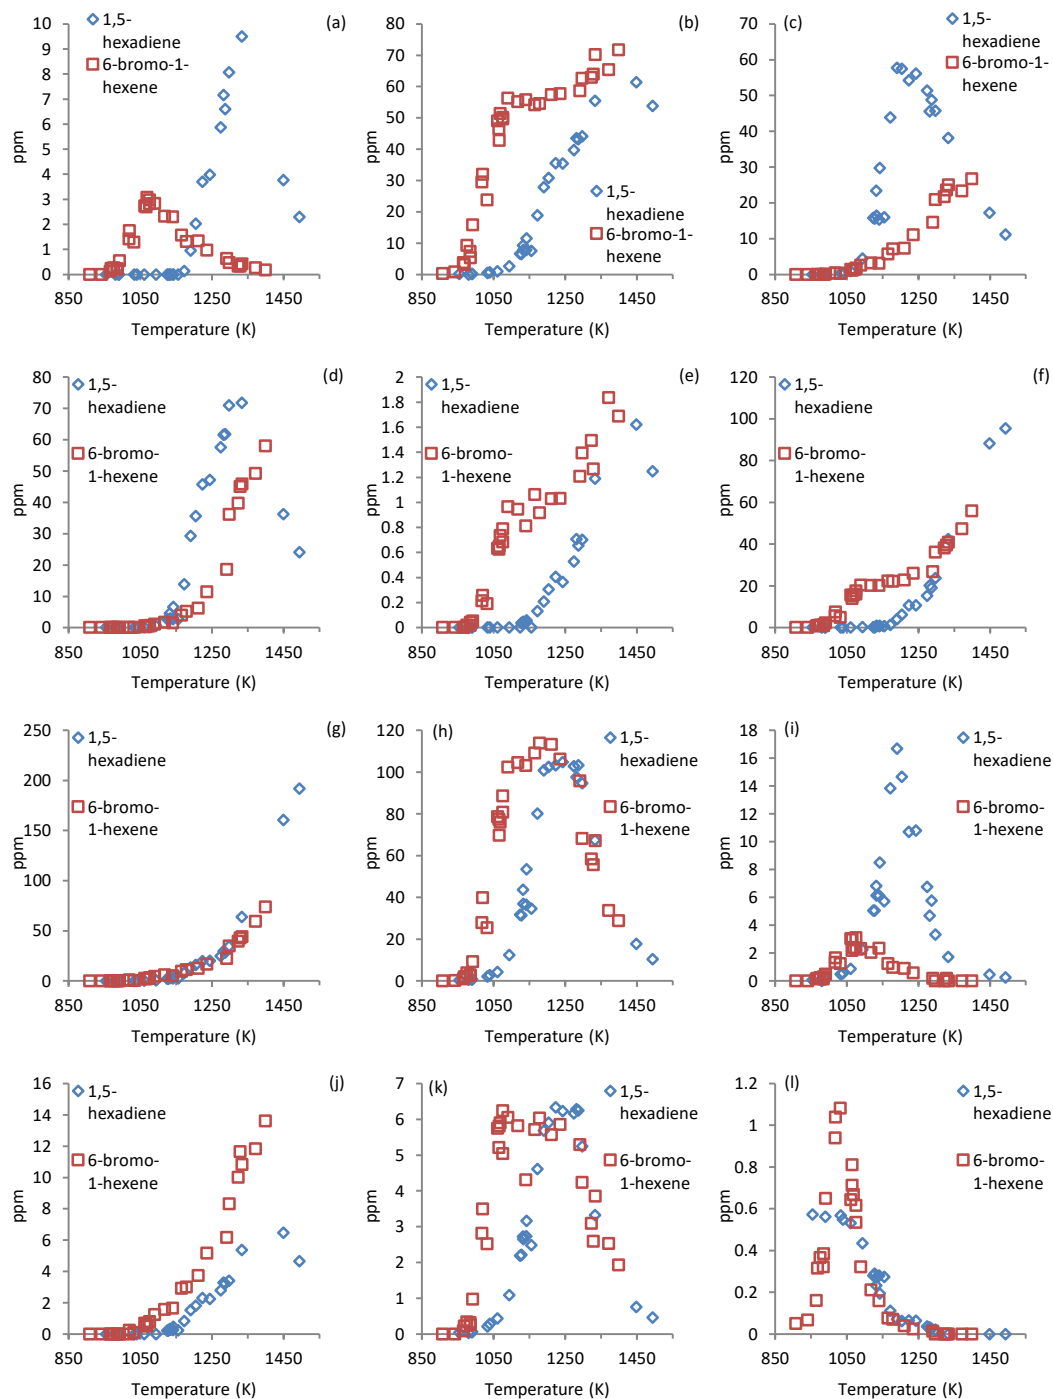 (a)
1,5-
hexadiene
6-bromo-1-
hexene
ppm
10
9
8
7
6
5
4
3
2
1
0
850 1050 1250 1450
Temperature (K)
(b)
1,5-
hexadiene
6-bromo-1-
hexene
ppm
80
70
60
50
40
30
20
10
0
850 1050 1250 1450
Temperature (K)
(c)
1,5-
hexadiene
6-bromo-1-
hexene
ppm
70
60
50
40
30
20
10
0
850 1050 1250 1450
Temperature (K)
(d)
1,5-
hexadiene
6-bromo-
1-hexene
ppm
80
70
60
50
40
30
20
10
0
850 1050 1250 1450
Temperature (K)
(e)
1,5-
hexadiene
6-bromo-
1-hexene
ppm
2
1.8
1.6
1.4
1.2
1
0.8
0.6
0.4
0.2
0
850 1050 1250 1450
Temperature (K)
(f)
1,5-
hexadiene
6-bromo-
1-hexene
ppm
120
100
80
60
40
20
0
850 1050 1250 1450
Temperature (K)
(g)
1,5-
hexadiene
6-bromo-
1-hexene
ppm
250
200
150
100
50
0
850 1050 1250 1450
Temperature (K)
(h)
1,5-
hexadiene
6-bromo-
1-hexene
ppm
120
100
80
60
40
20
0
850 1050 1250 1450
Temperature (K)
(i)
1,5-
hexadiene
6-bromo-
1-hexene
ppm
18
16
14
12
10
8
6
4
2
0
850 1050 1250 1450
Temperature (K)
(j)
1,5-
hexadiene
6-bromo-
1-hexene
ppm
16
14
12
10
8
6
4
2
0
850 1050 1250 1450
Temperature (K)
(k)
1,5-
hexadiene
6-bromo-
1-hexene
ppm
7
6
5
4
3
2
1
0
850 1050 1250 1450
Temperature (K)
(l)
1,5-
hexadiene
6-bromo-
1-hexene
ppm
1.2
1
0.8
0.6
0.4
0.2
0
850 1050 1250 1450
Temperature (K)